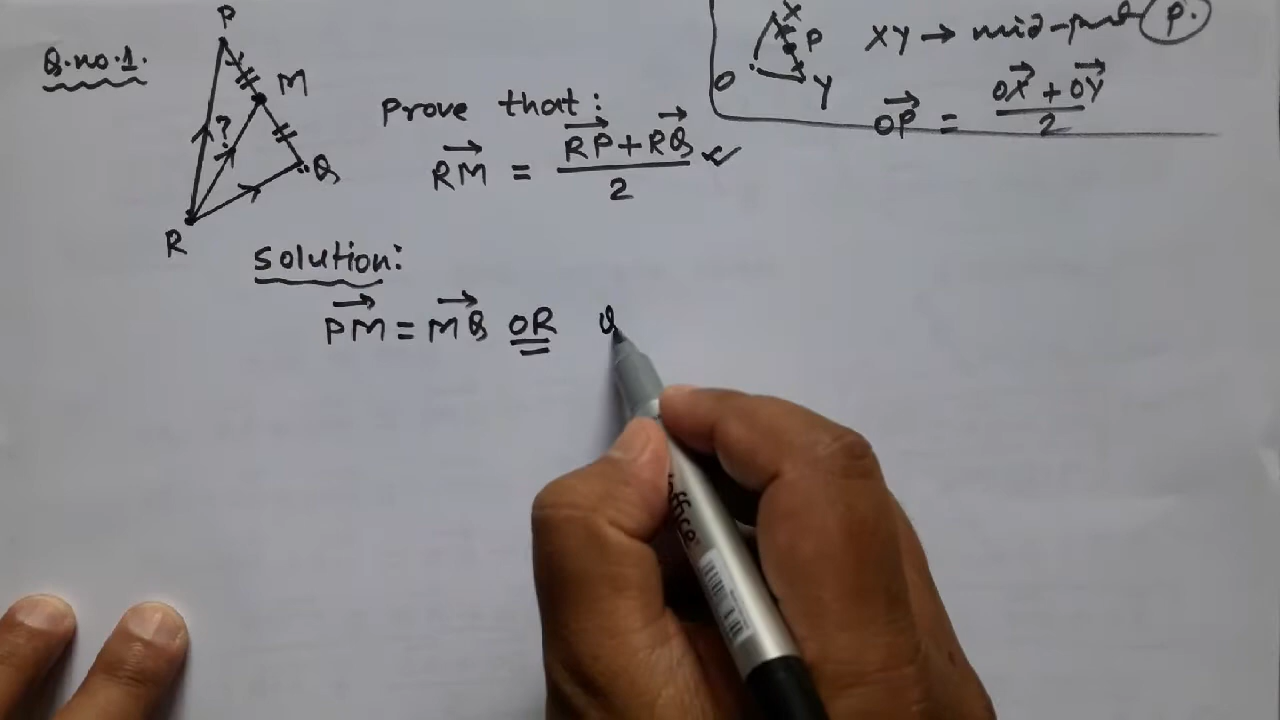 Q.no.1.
P
M
?
Q
R
Prove that:
RM = RP + RQ / 2
X
P
O
Y
XY → mid-point P.
OP = OX + OY / 2
Solution:
PM = MQ OR Q
office